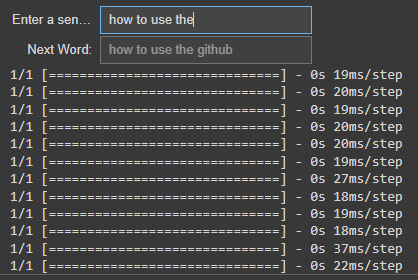 Enter a sen... how to use the
Next Word: how to use the github
1/1 [==============================] - 0s 19ms/step
1/1 [==============================] - 0s 20ms/step
1/1 [==============================] - 0s 19ms/step
1/1 [==============================] - 0s 20ms/step
1/1 [==============================] - 0s 20ms/step
1/1 [==============================] - 0s 19ms/step
1/1 [==============================] - 0s 27ms/step
1/1 [==============================] - 0s 18ms/step
1/1 [==============================] - 0s 19ms/step
1/1 [==============================] - 0s 18ms/step
1/1 [==============================] - 0s 37ms/step
1/1 [==============================] - 0s 22ms/step